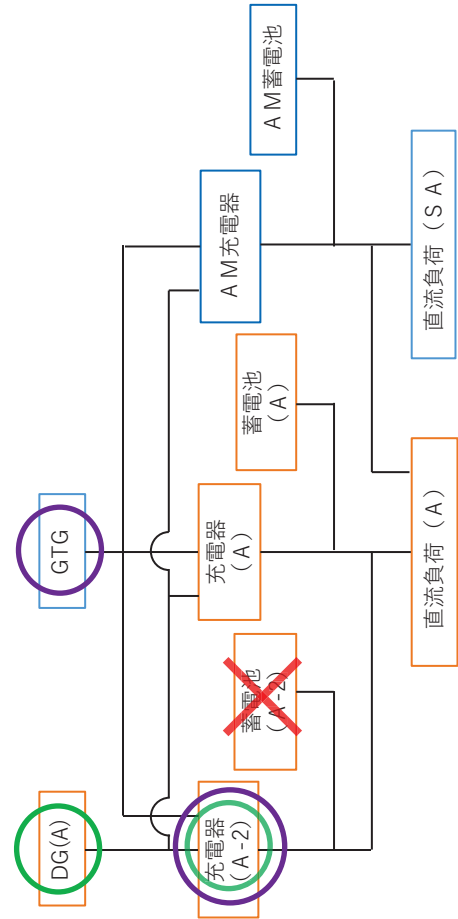 DG(A)
GTG
充電器
(A-2)
蓄電池
(A-2)
充電器
(A)
蓄電池
(A)
AM充電器
AM蓄電池
直流負荷 (A)
直流負荷 (SA)